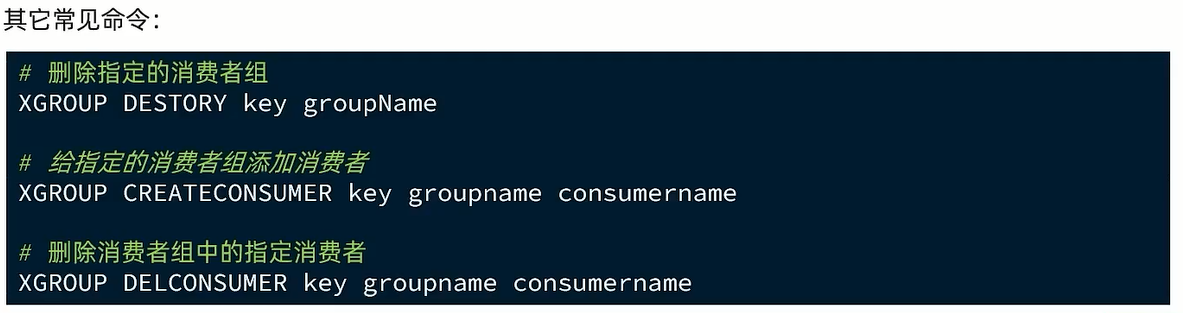 其它常见命令：
# 删除指定的消费者组
XGROUP DESTORY key groupName
# 给指定的消费者组添加消费者
XGROUP CREATECONSUMER key groupname consumername
# 删除消费者组中的指定消费者
XGROUP DELCONSUMER key groupname consumername